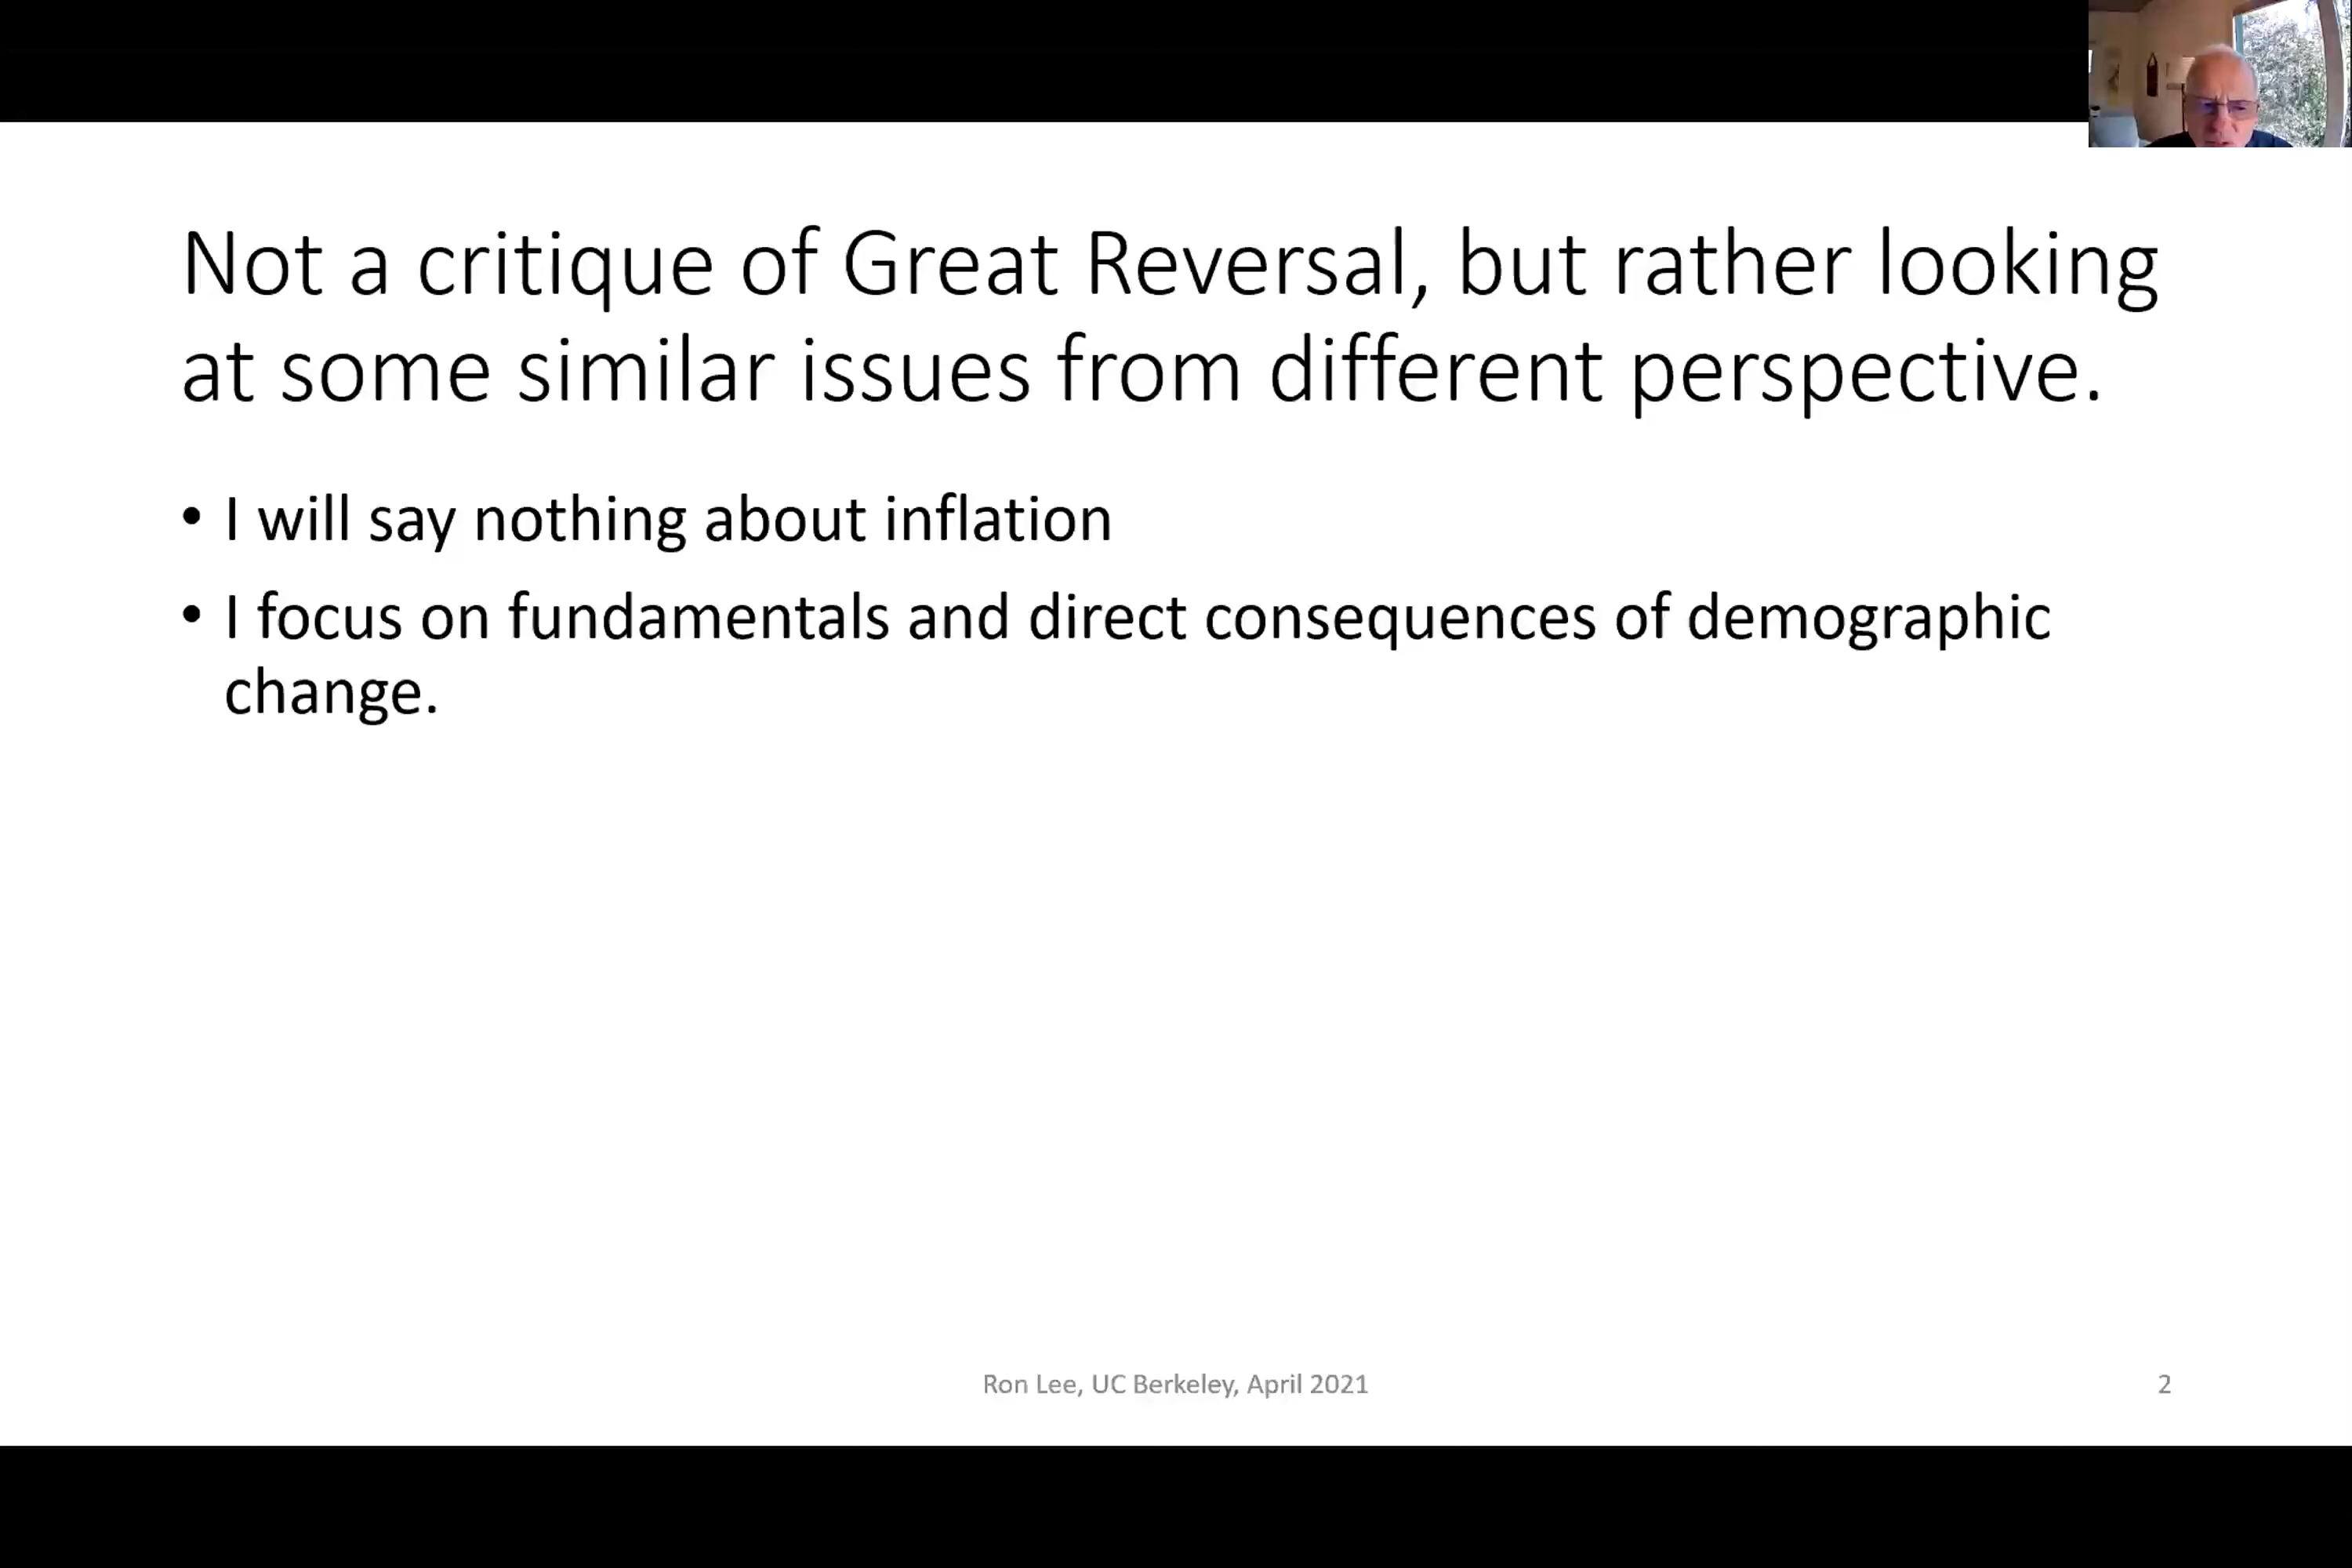 Not a critique of Great Reversal, but rather looking
at some similar issues from different perspective.
• I will say nothing about inflation
• I focus on fundamentals and direct consequences of demographic
change.
Ron Lee, UC Berkeley, April 2021
2